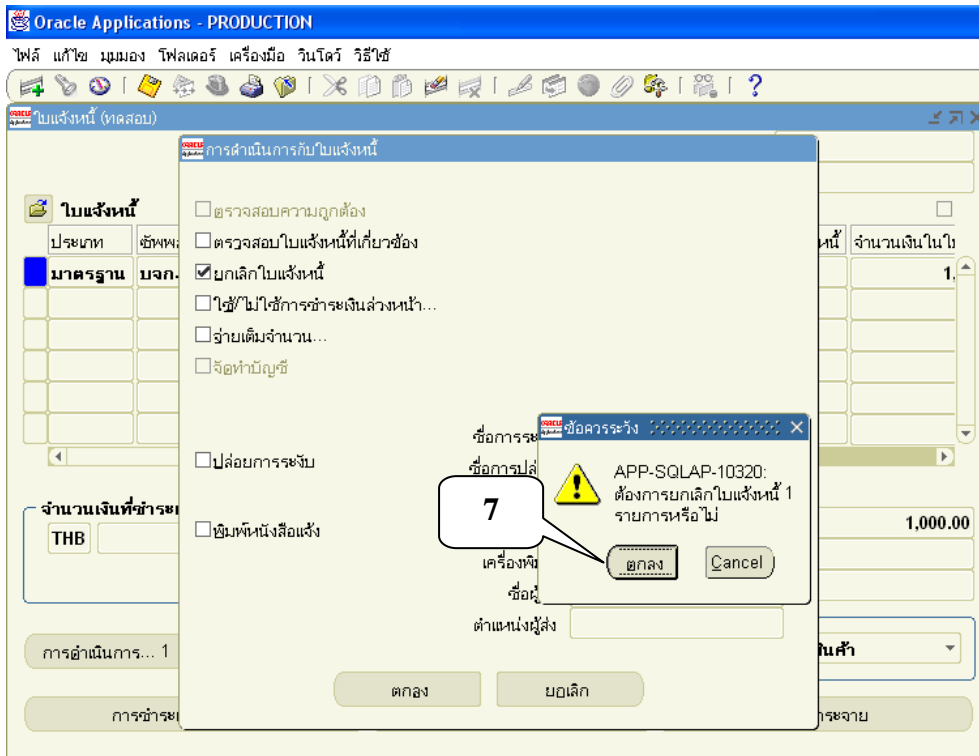 Oracle Applications - PRODUCTION
ไฟล์ แก้ไข มุมมอง โฟลเดอร์ เครื่องมือ วินโดว์ วิธีใช้
ใบแจ้งหนี้ (ทดสอบ)
การดำเนินการกับใบแจ้งหนี้
ใบแจ้งหนี้
ตรวจสอบความถูกต้อง
ประเภท
ตรวจสอบใบแจ้งหนี้ที่เกี่ยวข้อง
จำนวนเงินในใบ
มาตรฐาน บจก.
ยกเลิกใบแจ้งหนี้
1,
ใช้/ไม่ใช้การชำระเงินล่วงหน้า...
จ่ายเต็มจำนวน...
จัดทำบัญชี
ข้อควรระวัง
ปล่อยการระงับ
APP-SQLAP-10320:
ต้องการยกเลิกใบแจ้งหนี้ 1
รายการหรือไม่
7
THB
พิมพ์หนังสือแจ้ง
1,000.00
ตกลง Cancel
ตำแหน่งผู้ส่ง
การดำเนินการ... 1
ตกลง ยกเลิก